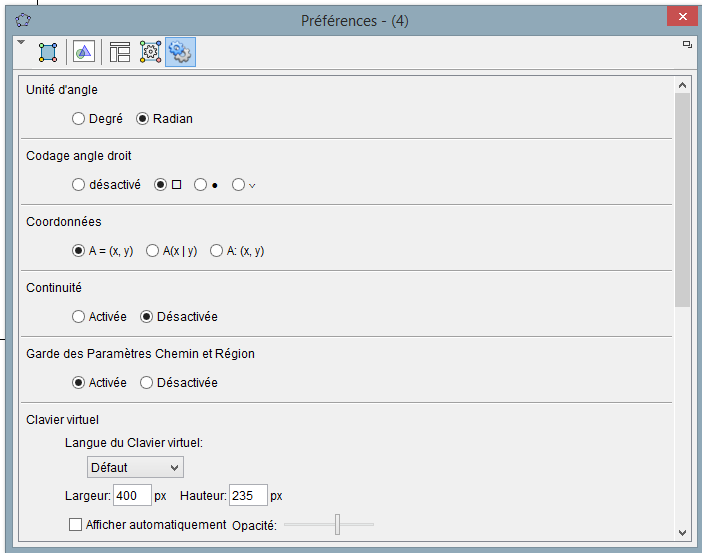 Préférences - (4)
Unité d'angle
Degré Radian
Codage angle droit
désactivé
Coordonnées
A = (x, y) A(x | y) A: (x, y)
Continuité
Activée Désactivée
Garde des Paramètres Chemin et Région
Activée Désactivée
Clavier virtuel
Langue du Clavier virtuel:
Défaut
Largeur: 400 px Hauteur: 235 px
Afficher automatiquement Opacité: